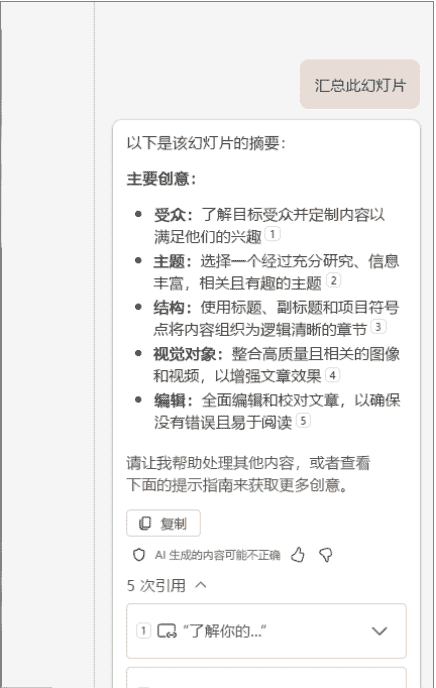 汇总此幻灯片
以下是该幻灯片的摘要：
主要创意：
• 受众：了解目标受众并定制内容以
满足他们的兴趣 1
• 主题：选择一个经过充分研究、信息
丰富，相关且有趣的主题 2
• 结构：使用标题、副标题和项目符号
点将内容组织为逻辑清晰的章节 3
• 视觉对象：整合高质量且相关的图像
和视频，以增强文章效果 4
• 编辑：全面编辑和校对文章，以确保
没有错误且易于阅读 5
请让我帮助处理其他内容，或者查看
下面的提示指南来获取更多创意。
复制
AI 生成的内容可能不正确
5 次引用
1 “了解你的...”